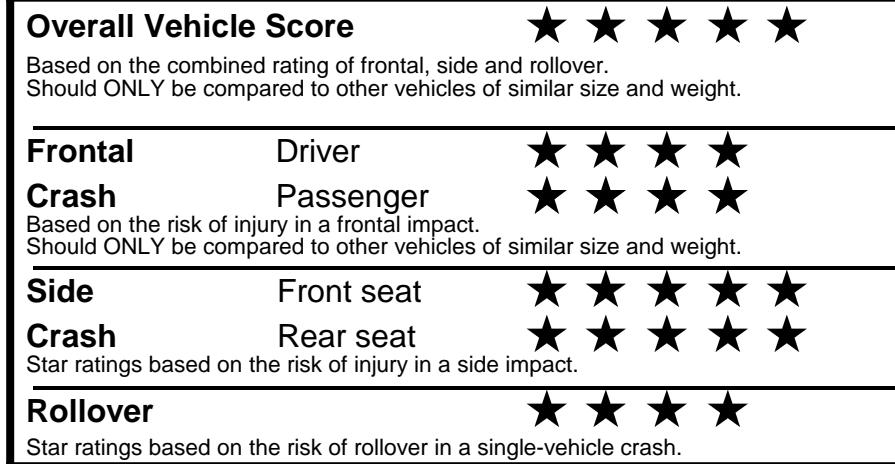 Overall Vehicle Score ★ ★ ★ ★ ★
Based on the combined rating of frontal, side and rollover.
Should ONLY be compared to other vehicles of similar size and weight.
Frontal Driver ★ ★ ★ ★
Crash Passenger ★ ★ ★ ★
Based on the risk of injury in a frontal impact.
Should ONLY be compared to other vehicles of similar size and weight.
Side Front seat ★ ★ ★ ★ ★
Crash Rear seat ★ ★ ★ ★ ★
Star ratings based on the risk of injury in a side impact.
Rollover ★ ★ ★ ★
Star ratings based on the risk of rollover in a single-vehicle crash.